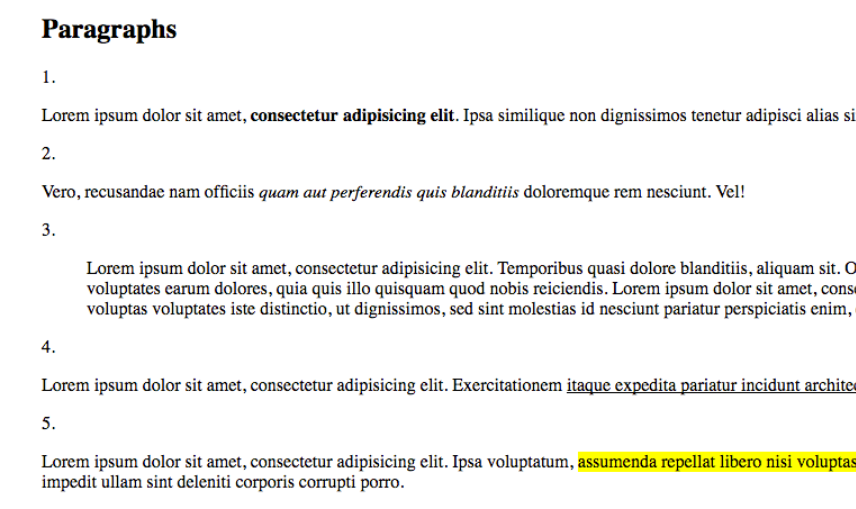 Paragraphs
1.
Lorem ipsum dolor sit amet, consectetur adipisicing elit. Ipsa similique non dignissimos tenetur adipisci alias si
2.
Vero, recusandae nam officiis quam aut perferendis quis blanditiis doloremque rem nesciunt. Vel!
3.
Lorem ipsum dolor sit amet, consectetur adipisicing elit. Temporibus quasi dolore blanditiis, aliquam sit. O
voluptates earum dolores, quia quis illo quisquam quod nobis reiciendis. Lorem ipsum dolor sit amet, conse
voluptas voluptates iste distinctio, ut dignissimos, sed sint molestias id nesciunt pariatur perspiciatis enim,
4.
Lorem ipsum dolor sit amet, consectetur adipisicing elit. Exercitationem itaque expedita pariatur incidunt architec
5.
Lorem ipsum dolor sit amet, consectetur adipisicing elit. Ipsa voluptatum, assumenda repellat libero nisi voluptas
impedit ullam sint deleniti corporis corrupti porro.